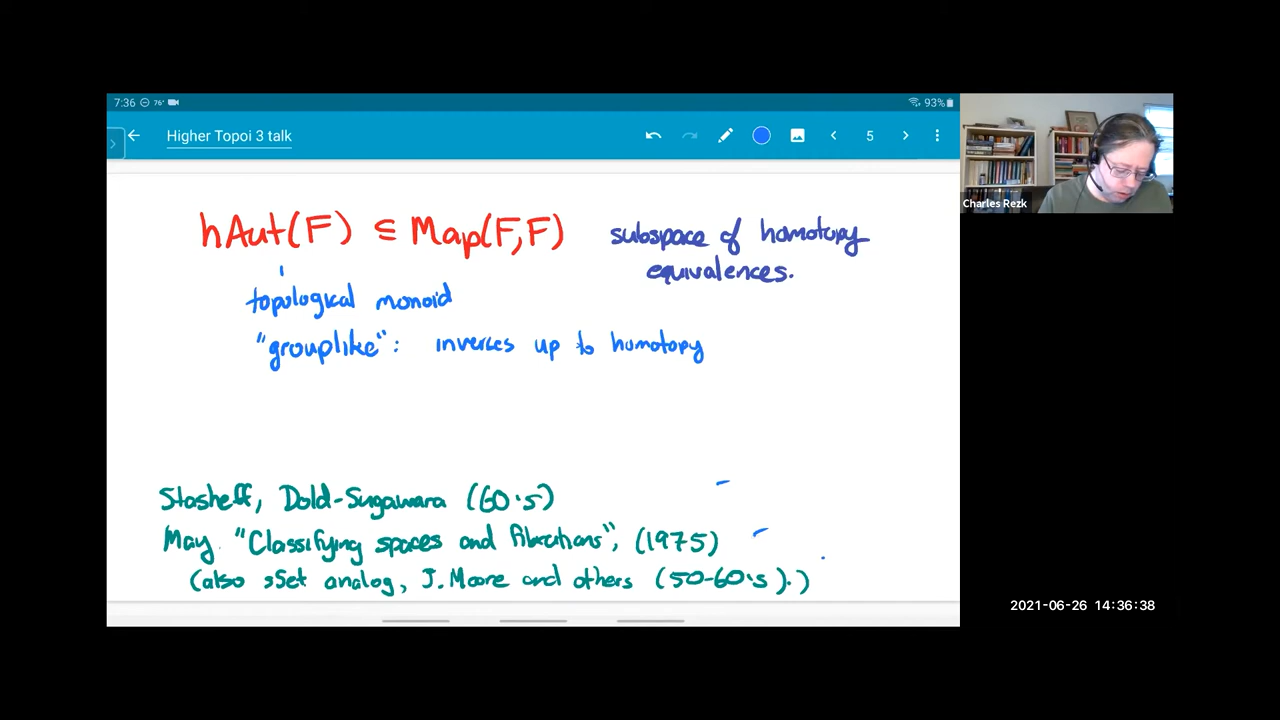 7:36 76° 93%
Higher Topoi 3 talk
5
hAut(F) ⊆ Map(F,F) subspace of homotopy
equivalences.
topological monoid
"grouplike": inverses up to homotopy
Stasheff, Dold-Sugawara (60's)
May "Classifying spaces and fibrations", (1975)
(also sSet analog, J. Moore and others (50-60's).)
Charles Rezk
2021-06-26 14:36:38